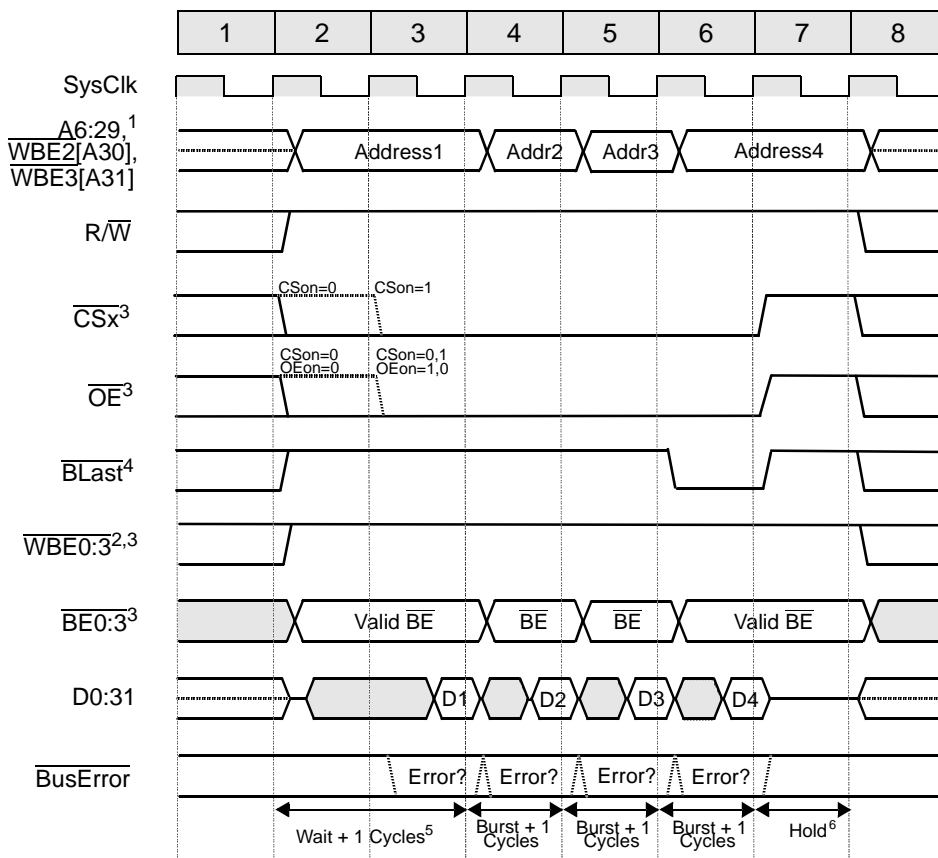 1 2 3 4 5 6 7 8
SysClk
A6:29,1
WBE2[A30],
WBE3[A31]
Address1 Addr2 Addr3 Address4
R/W
CSx3
CSon=0 CSon=1
OE3
CSon=0 CSon=0,1
OEon=0 OEon=1,0
BLast4
WBE0:32,3
BE0:33
Valid BE BE BE Valid BE
D0:31
D1 D2 D3 D4
BusError
Error? Error? Error? Error?
Wait + 1 Cycles5
Burst + 1
Cycles
Burst + 1
Cycles
Burst + 1
Cycles
Hold6